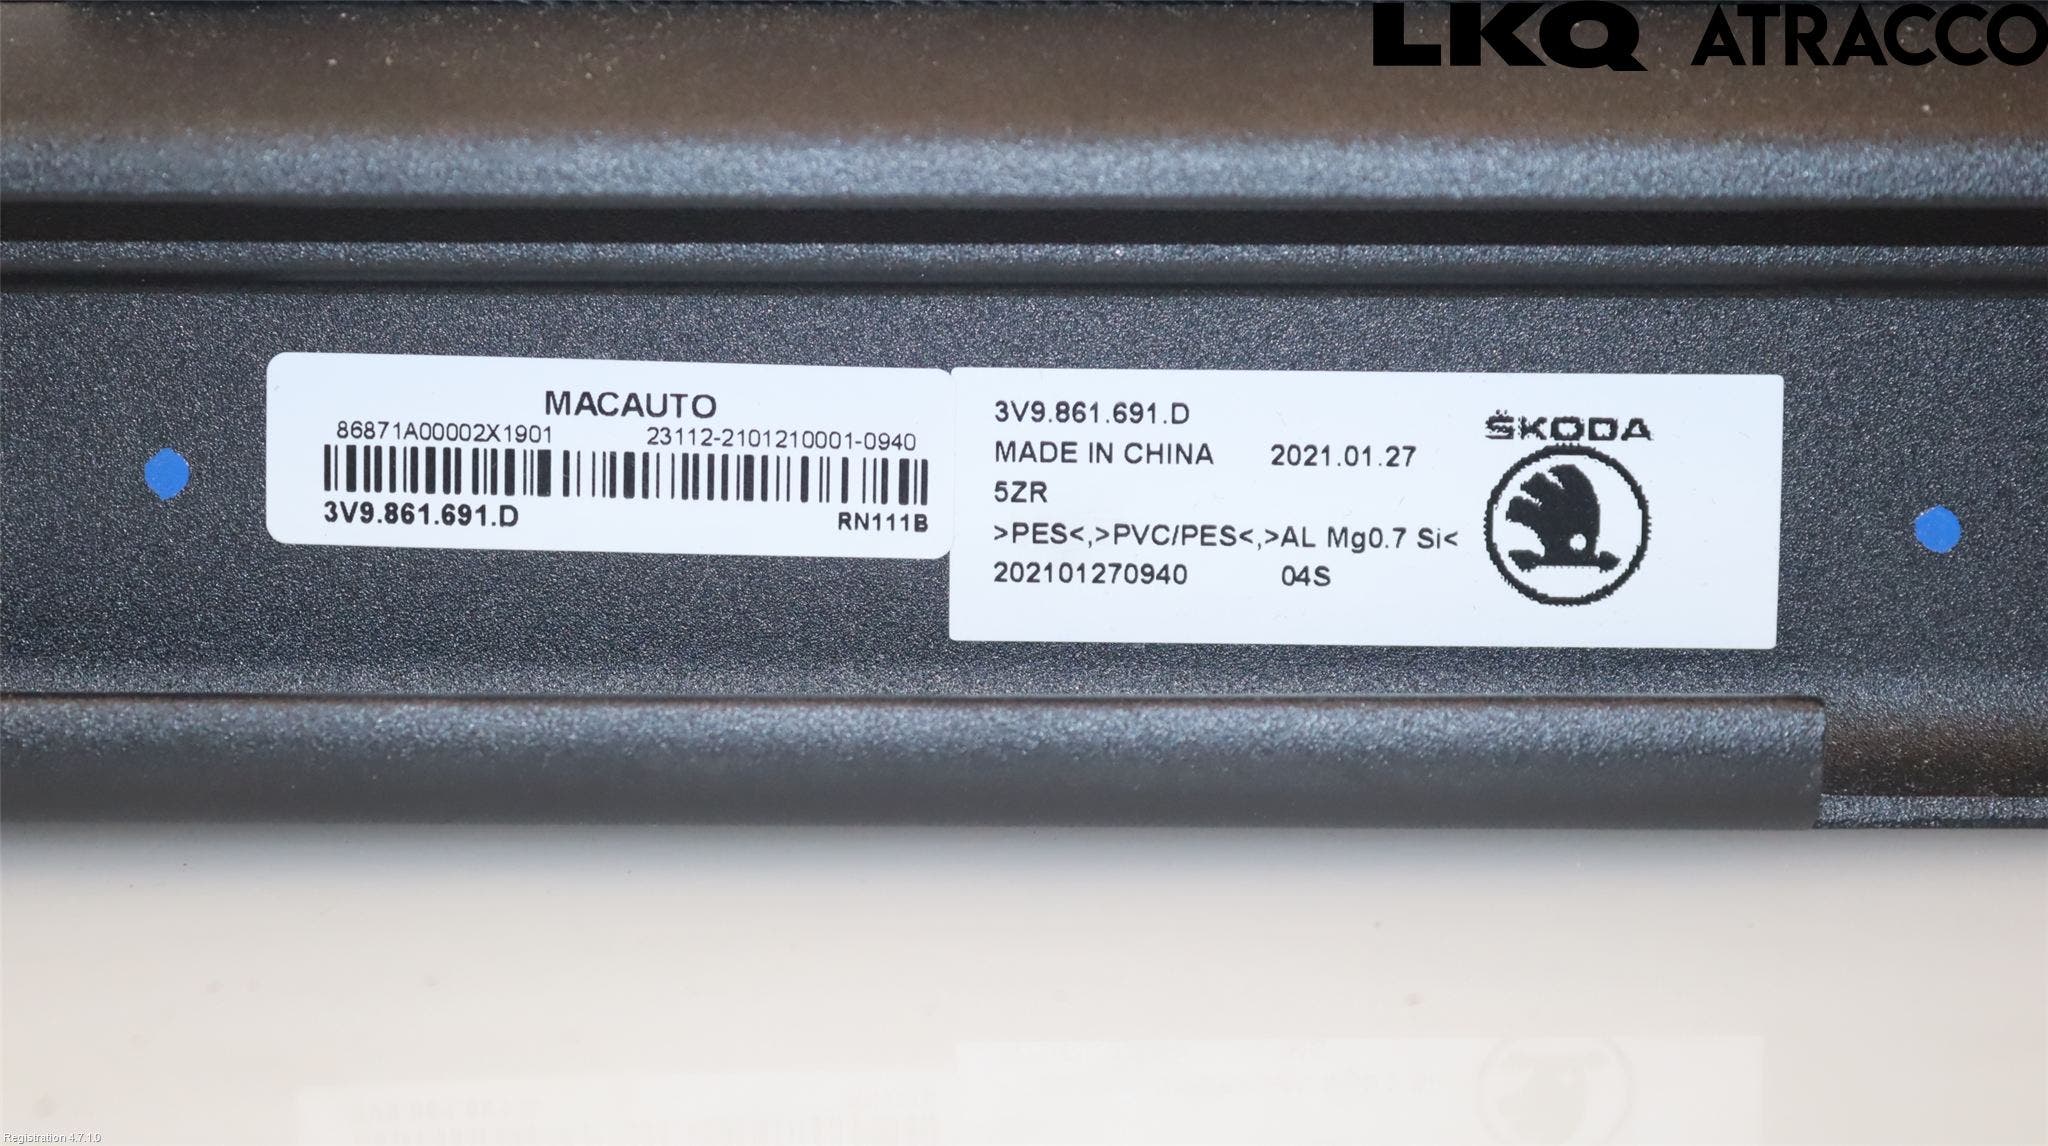 LKQ ATRACCO
MACAUTO
86871A00002X1901 23112-2101210001-0940
3V9.861.691.D RN111B
3V9.861.691.D
MADE IN CHINA 2021.01.27
5ZR
>PES<,>PVC/PES<,>AL Mg0.7 Si<
202101270940 04S
ŠKODA
Registration 4.7.1.0